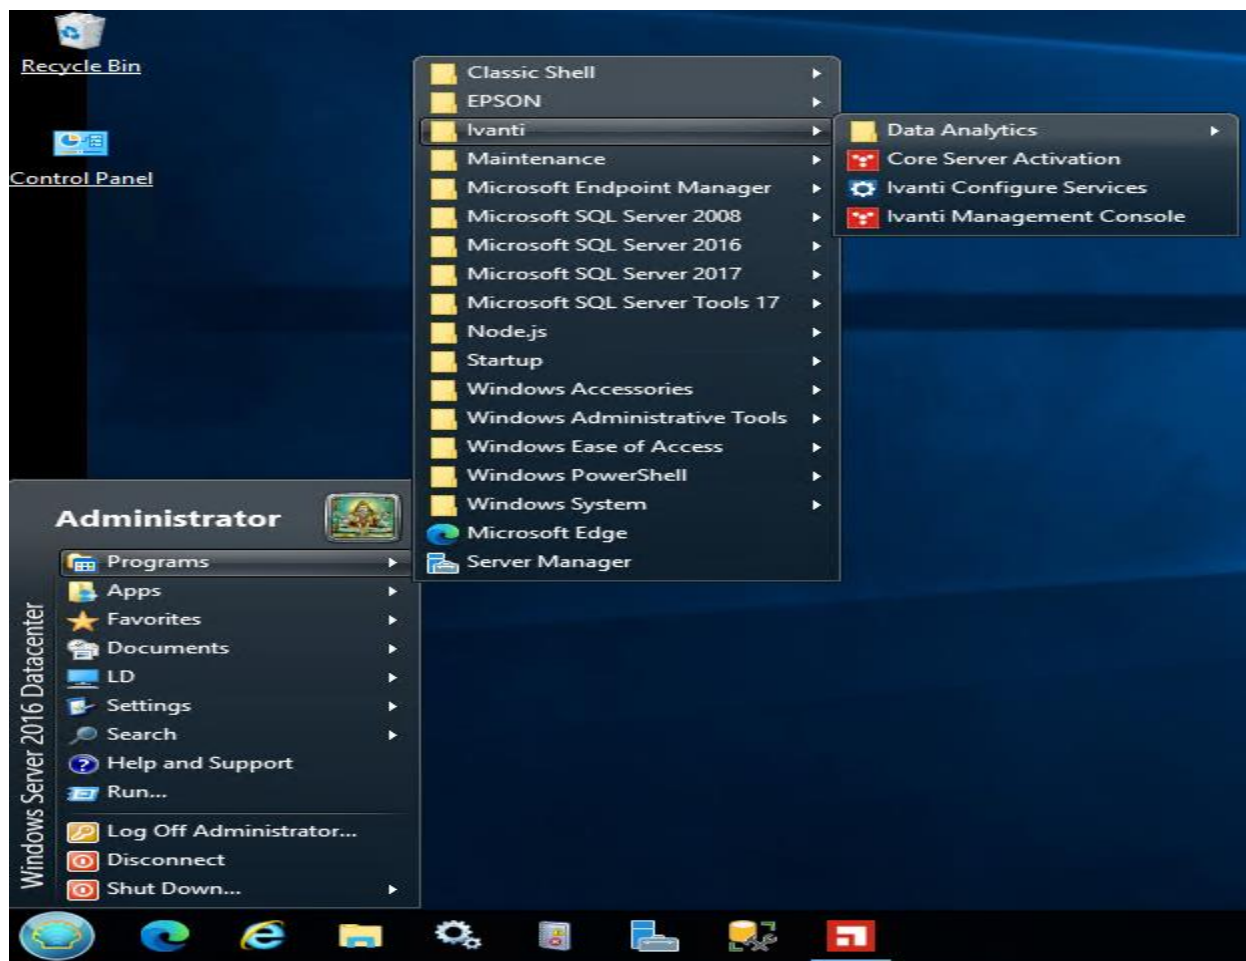 Recycle Bin
Control Panel
Classic Shell
EPSON
Ivanti
Maintenance
Microsoft Endpoint Manager
Microsoft SQL Server 2008
Microsoft SQL Server 2016
Microsoft SQL Server 2017
Microsoft SQL Server Tools 17
Node.js
Startup
Windows Accessories
Windows Administrative Tools
Windows Ease of Access
Windows PowerShell
Windows System
Microsoft Edge
Server Manager
Data Analytics
Core Server Activation
Ivanti Configure Services
Ivanti Management Console
Administrator
Programs
Apps
Favorites
Documents
LD
Settings
Search
Help and Support
Run...
Log Off Administrator...
Disconnect
Shut Down...
Windows Server 2016 Datacenter